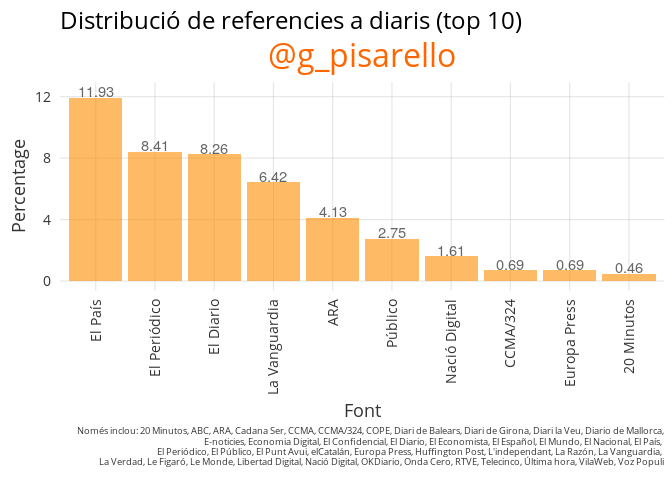 Distribució de referencies a diaris (top 10)
@g_pisarello
Percentage
12
8
4
0
11.93
8.41
8.26
6.42
4.13
2.75
1.61
0.69
0.69
0.46
El País
El Periódico
El Diario
La Vanguardia
ARA
Público
Nació Digital
CCMA/324
Europa Press
20 Minutos
Font
Només inclou: 20 Minutos, ABC, ARA, Cadana Ser, CCMA, CCMA/324, COPE, Diari de Balears, Diari de Girona, Diari la Veu, Diario de Mallorca,
E-noticies, Economia Digital, El Confidencial, El Diario, El Economista, El Español, El Mundo, El Nacional, El País,
El Periódico, El Público, El Punt Avui, elCatalán, Europa Press, Huffington Post, L'independant, La Razón, La Vanguardia,
La Verdad, Le Figaró, Le Monde, Libertad Digital, Nació Digital, OKDiario, Onda Cero, RTVE, Telecinco, Última hora, VilaWeb, Voz Populi